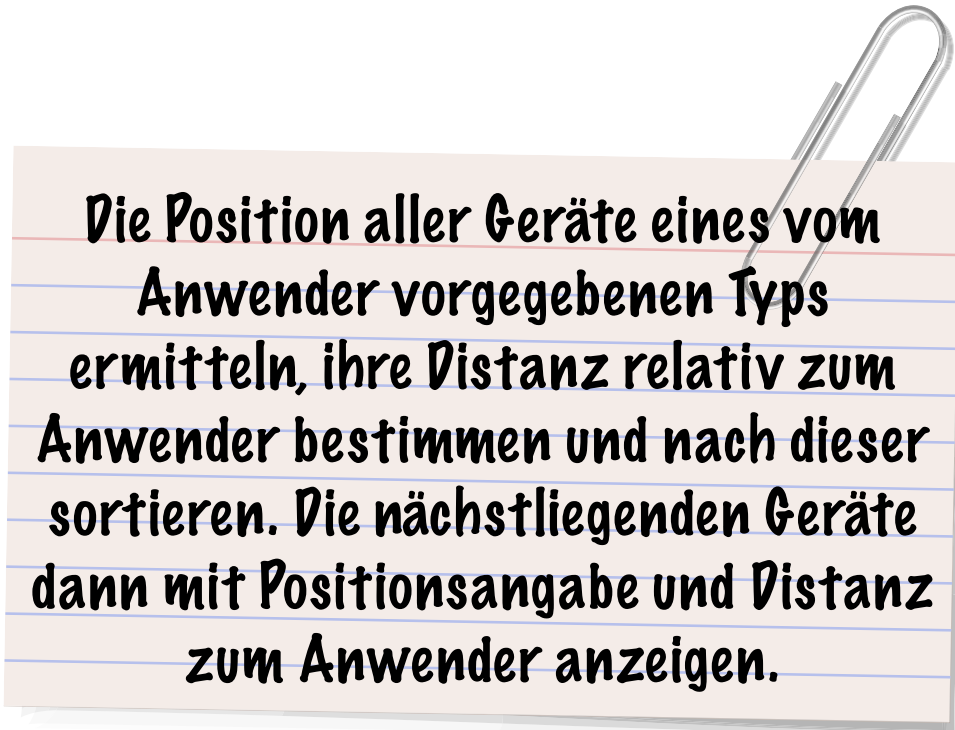 Die Position aller Geräte eines vom
Anwender vorgegebenen Typs
ermitteln, ihre Distanz relativ zum
Anwender bestimmen und nach dieser
sortieren. Die nächstliegenden Geräte
dann mit Positionsangabe und Distanz
zum Anwender anzeigen.